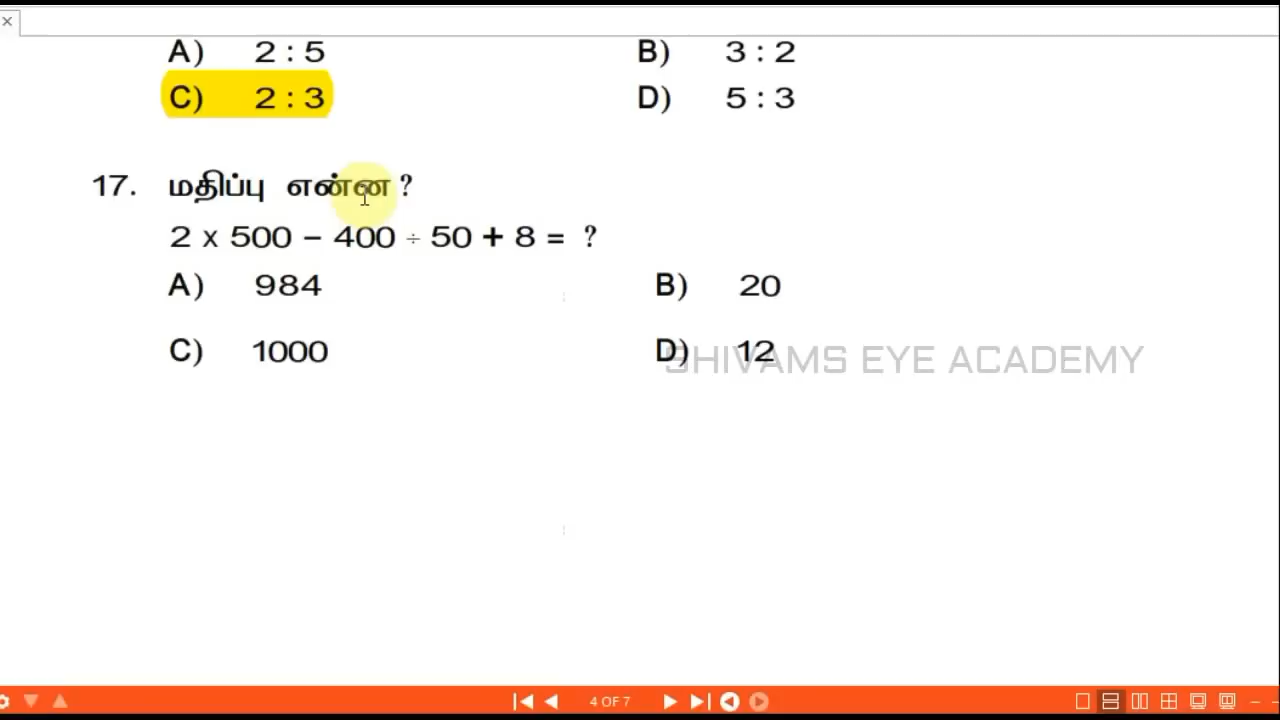 A) 2 : 5 B) 3 : 2
C) 2 : 3 D) 5 : 3
17. மதிப்பு என்ன ?
2 x 500 – 400 ÷ 50 + 8 = ?
A) 984 B) 20
C) 1000 D) 12
SHIVAMS EYE ACADEMY
4 OF 7